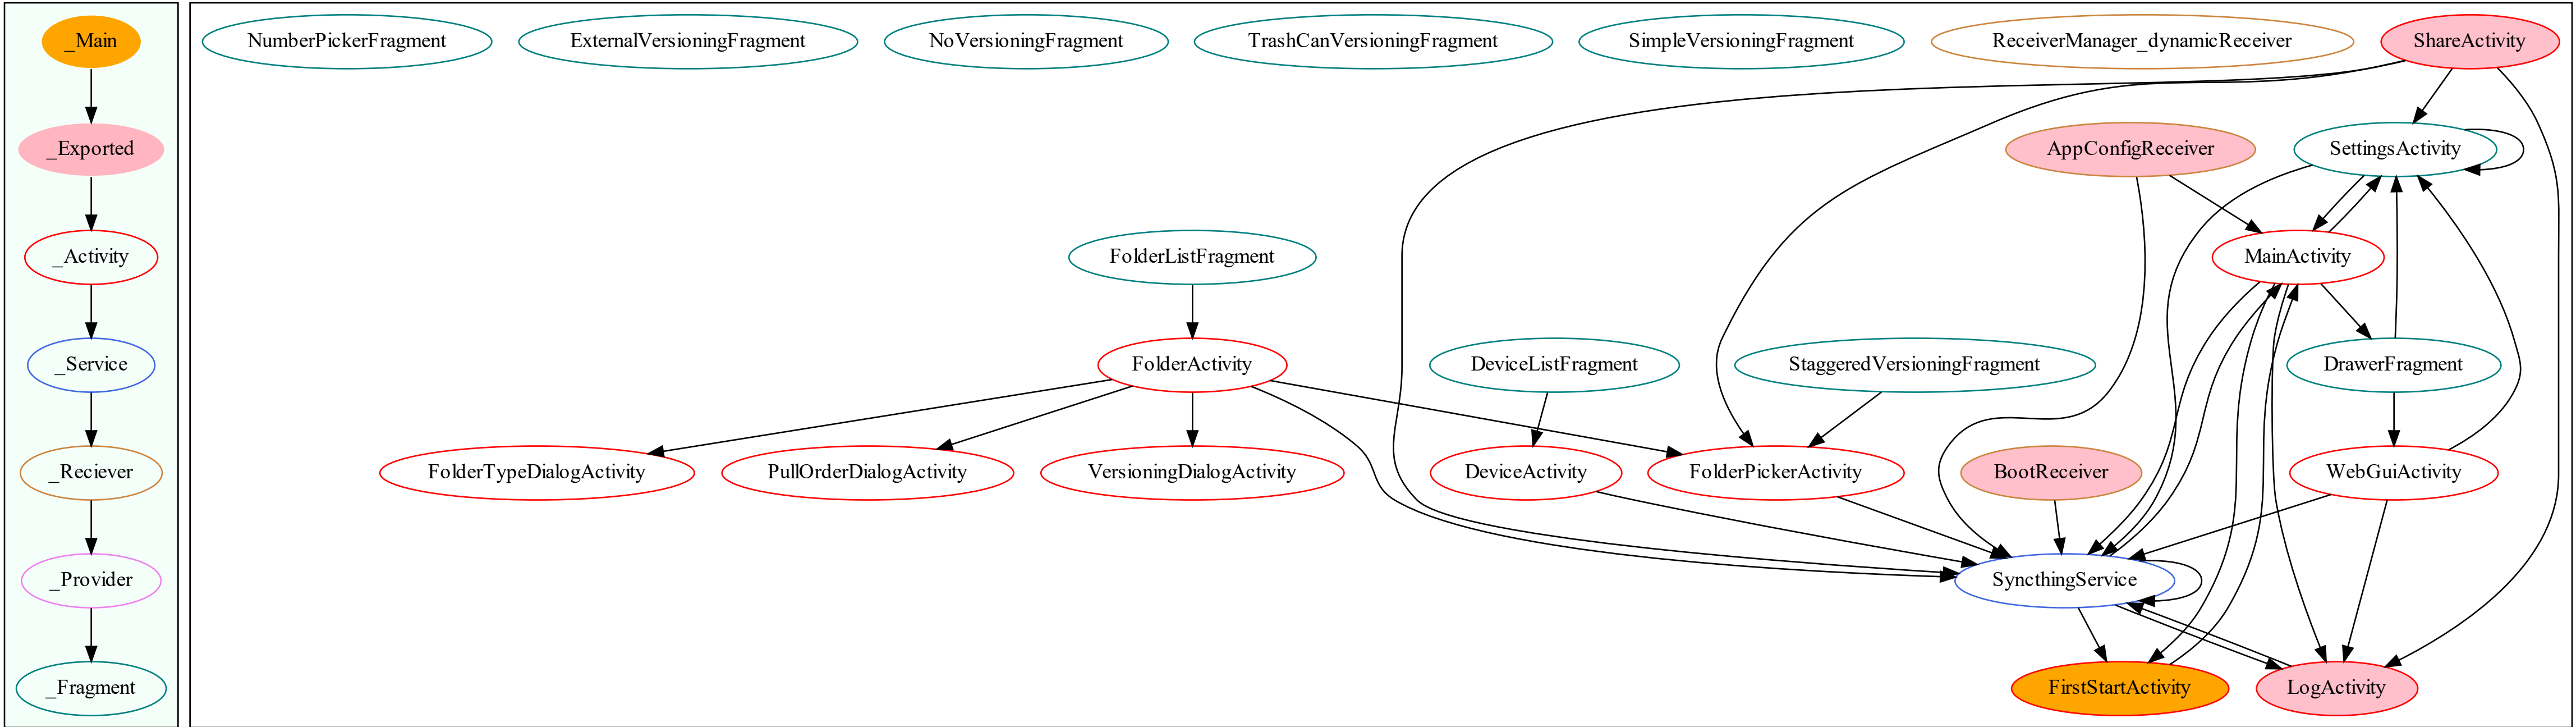 _Main
_Exported
_Activity
_Service
_Reciever
_Provider
_Fragment
NumberPickerFragment
ExternalVersioningFragment
NoVersioningFragment
TrashCanVersioningFragment
SimpleVersioningFragment
ReceiverManager_dynamicReceiver
ShareActivity
AppConfigReceiver
SettingsActivity
FolderListFragment
MainActivity
FolderActivity
DeviceListFragment
StaggeredVersioningFragment
DrawerFragment
FolderTypeDialogActivity
PullOrderDialogActivity
VersioningDialogActivity
DeviceActivity
FolderPickerActivity
BootReceiver
WebGuiActivity
SyncthingService
FirstStartActivity
LogActivity